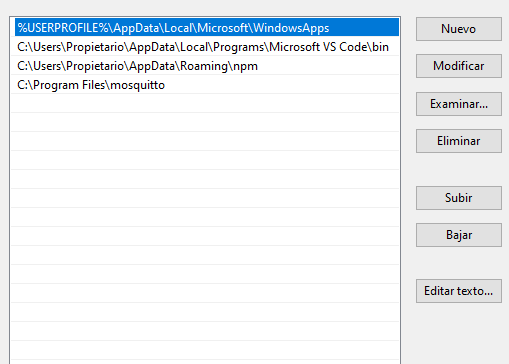 %USERPROFILE%\AppData\Local\Microsoft\WindowsApps
C:\Users\Propietario\AppData\Local\Programs\Microsoft VS Code\bin
C:\Users\Propietario\AppData\Roaming\npm
C:\Program Files\mosquitto
Nuevo
Modificar
Examinar...
Eliminar
Subir
Bajar
Editar texto...